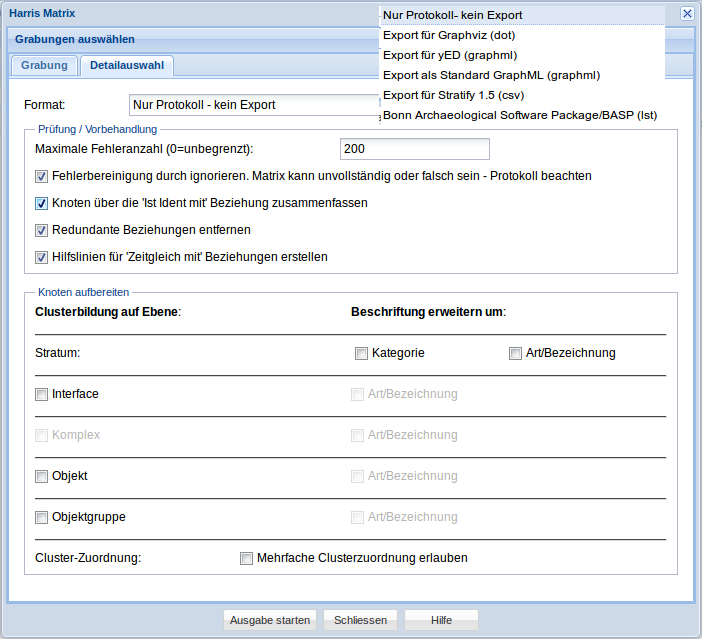 Harris Matrix
Nur Protokoll- kein Export
Export für Graphviz (dot)
Export für yED (graphml)
Export als Standard GraphML (graphml)
Export für Stratify 1.5 (csv)
Bonn Archaeological Software Package/BASP (lst)
Grabungen auswählen
Grabung Detailauswahl
Format: Nur Protokoll - kein Export
Prüfung / Vorbehandlung
Maximale Fehleranzahl (0=unbegrenzt): 200
Fehlerbereinigung durch ignorieren. Matrix kann unvollständig oder falsch sein - Protokoll beachten
Knoten über die 'Ist Ident mit' Beziehung zusammenfassen
Redundante Beziehungen entfernen
Hilfslinien für 'Zeitgleich mit' Beziehungen erstellen
Knoten aufbereiten
Clusterbildung auf Ebene: Beschriftung erweitern um:
Stratum: Kategorie Art/Bezeichnung
Interface Art/Bezeichnung
Komplex Art/Bezeichnung
Objekt Art/Bezeichnung
Objektgruppe Art/Bezeichnung
Cluster-Zuordnung: Mehrfache Clusterzuordnung erlauben
Ausgabe starten Schliessen Hilfe